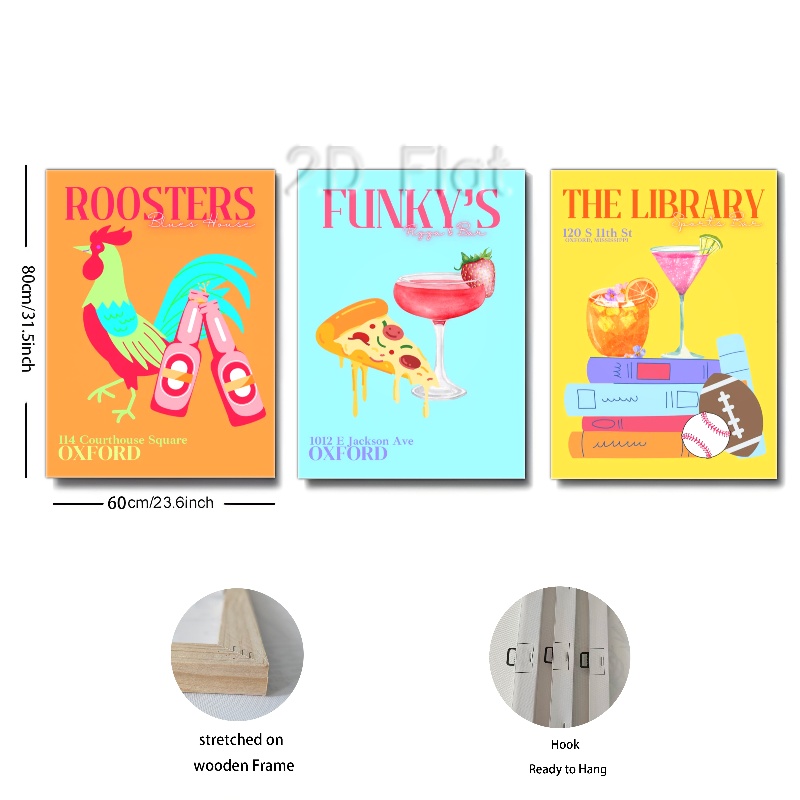 2D Flat
ROOSTERS
Blues House
114 Courthouse Square
OXFORD
FUNKY'S
Pizza & Bar
1012 E Jackson Ave
OXFORD
THE LIBRARY
Sports Bar
120 S 11th St
OXFORD, MISSISSIPPI
80cm/31.5inch
60cm/23.6inch
stretched on
wooden Frame
Hook
Ready to Hang